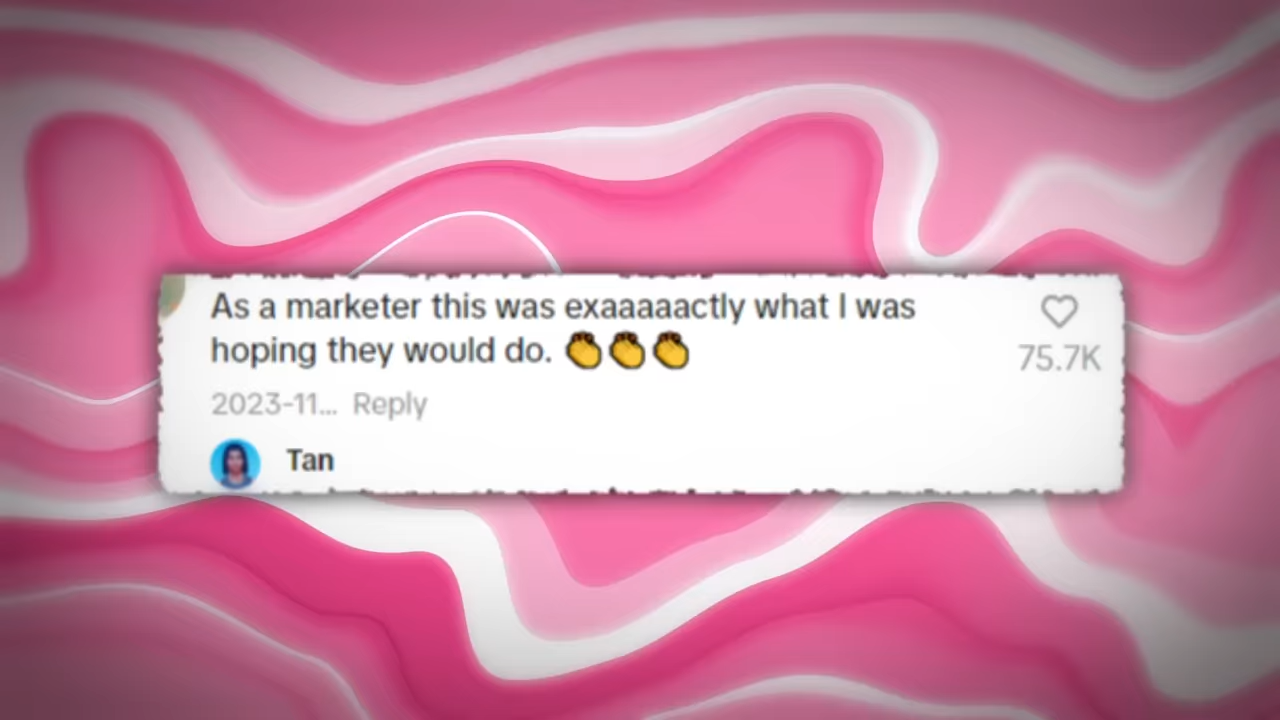 As a marketer this was exaaaaactly what I was
hoping they would do. 👏👏👏
75.7K
2023-11... Reply
Tan